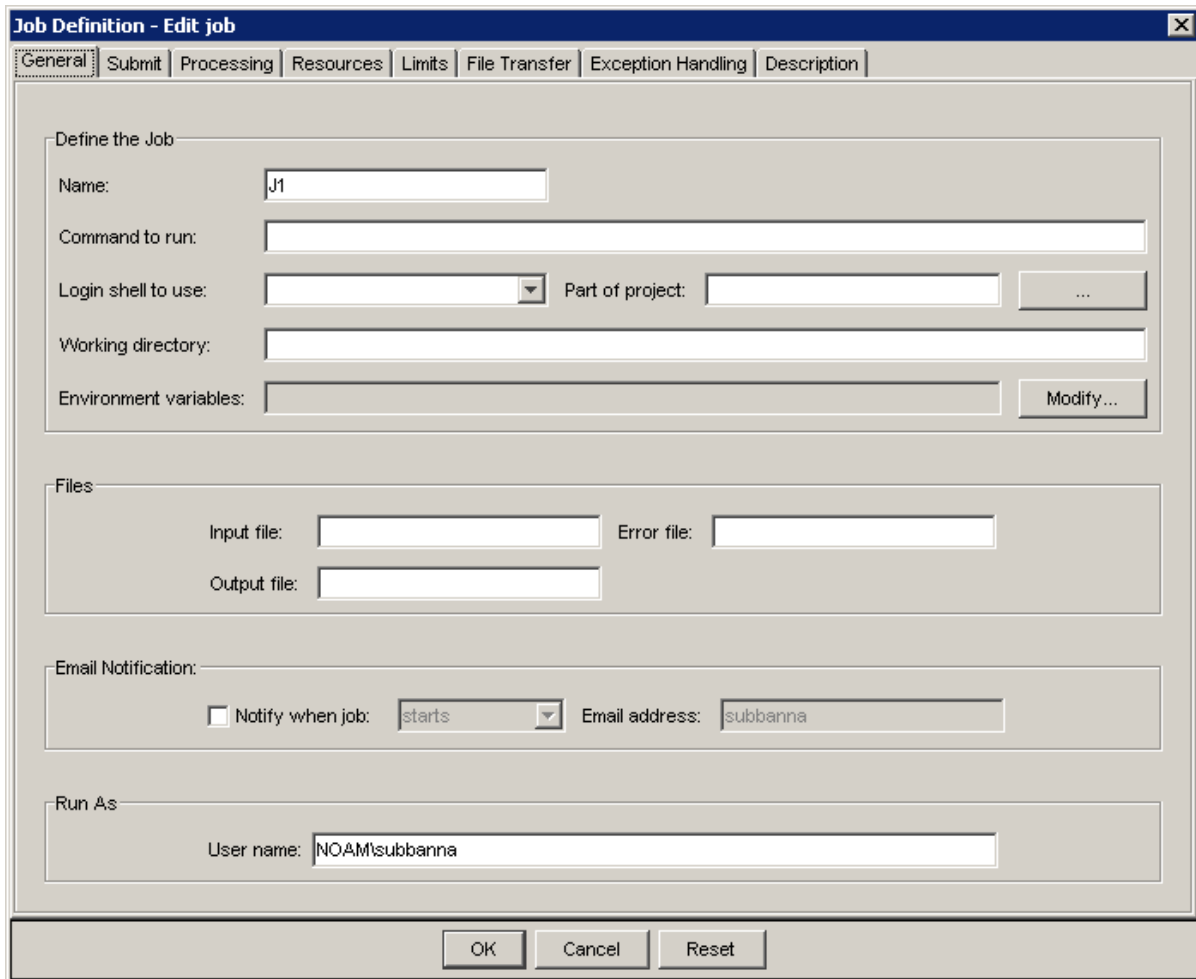 Job Definition - Edit job
General Submit Processing Resources Limits File Transfer Exception Handling Description
Define the Job
Name: J1
Command to run:
Login shell to use: Part of project: ...
Working directory:
Environment variables: Modify...
Files
Input file: Error file:
Output file:
Email Notification:
Notify when job: starts Email address: subbanna
Run As
User name: NOAM\subbanna
OK Cancel Reset